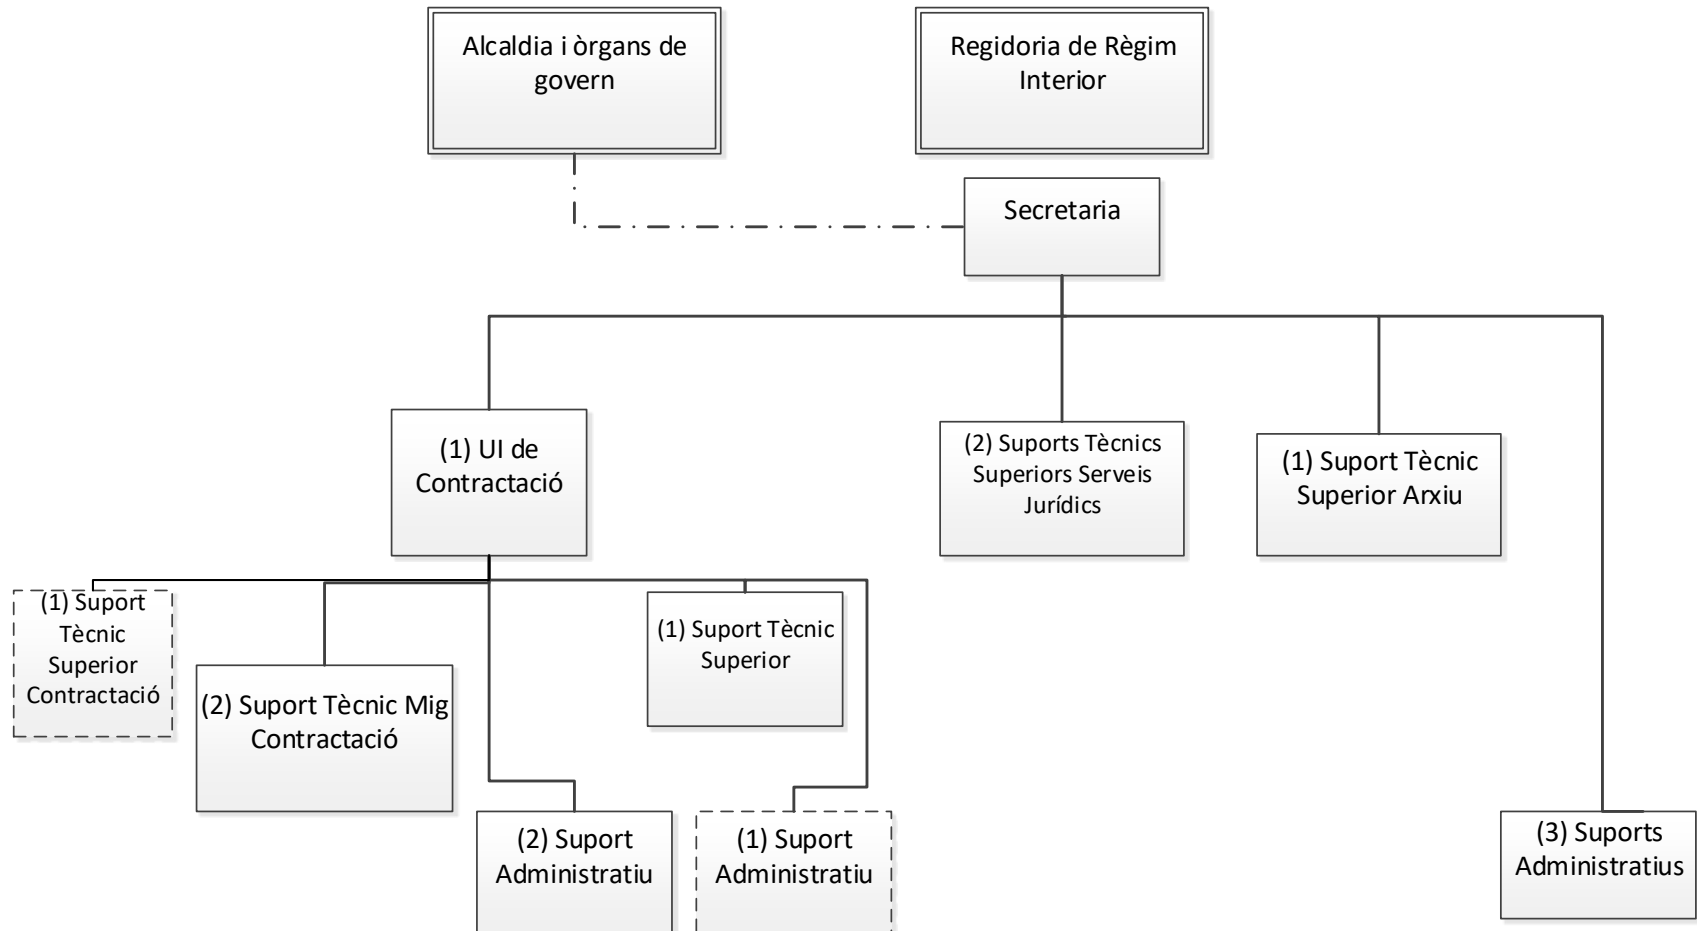 Alcaldia i òrgans de
govern
Regidoria de Règim
Interior
Secretaria
(1) UI de
Contractació
(2) Suports Tècnics
Superiors Serveis
Jurídics
(1) Suport Tècnic
Superior Arxiu
(1) Suport
Tècnic
Superior
Contractació
(2) Suport Tècnic Mig
Contractació
(1) Suport Tècnic
Superior
(2) Suport
Administratiu
(1) Suport
Administratiu
(3) Suports
Administratius